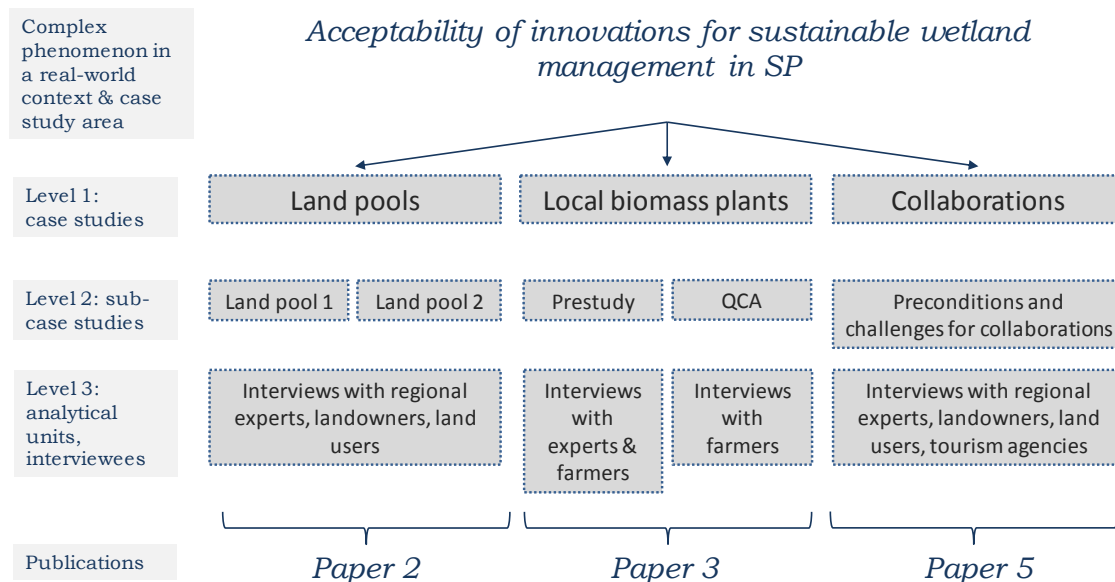 Complex
phenomenon in
a real-world
context & case
study area
Acceptability of innovations for sustainable wetland
management in SP
Level 1:
case studies
Land pools
Local biomass plants
Collaborations
Level 2: sub-
case studies
Land pool 1
Land pool 2
Prestudy
QCA
Preconditions and
challenges for collaborations
Level 3:
analytical
units,
interviewees
Interviews with regional
experts, landowners, land
users
Interviews
with
experts &
farmers
Interviews
with
farmers
Interviews with regional
experts, landowners, land
users, tourism agencies
Publications
Paper 2
Paper 3
Paper 5